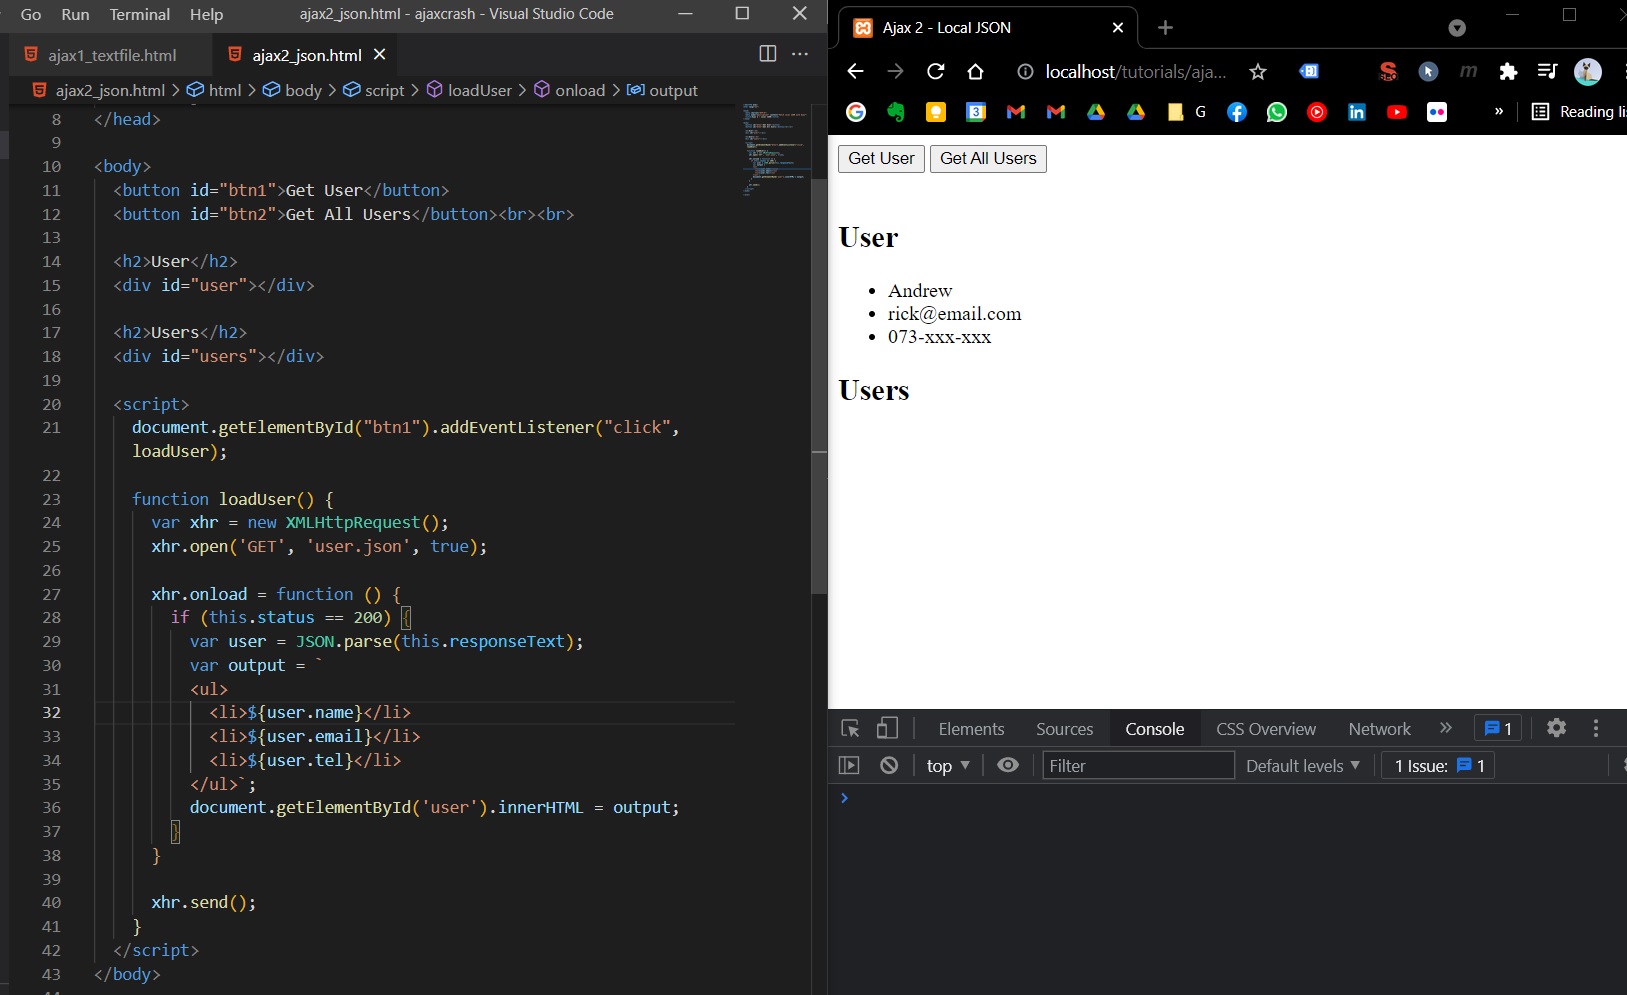 Go Run Terminal Help ajax2_json.html - ajaxcrash - Visual Studio Code
ajax1_textfile.html ajax2_json.html
ajax2_json.html > html > body > script > loadUser > onload > output
8 </head>
9
10 <body>
11 <button id="btn1">Get User</button>
12 <button id="btn2">Get All Users</button><br><br>
13
14 <h2>User</h2>
15 <div id="user"></div>
16
17 <h2>Users</h2>
18 <div id="users"></div>
19
20 <script>
21 document.getElementById("btn1").addEventListener("click",
loadUser);
22
23 function loadUser() {
24 var xhr = new XMLHttpRequest();
25 xhr.open('GET', 'user.json', true);
26
27 xhr.onload = function () {
28 if (this.status == 200) {
29 var user = JSON.parse(this.responseText);
30 var output = `
31 <ul>
32 <li>${user.name}</li>
33 <li>${user.email}</li>
34 <li>${user.tel}</li>
35 </ul>`;
36 document.getElementById('user').innerHTML = output;
37 }
38 }
39
40 xhr.send();
41 }
42 </script>
43 </body>
Ajax 2 - Local JSON
localhost/tutorials/aja...
G » Reading li
Get User Get All Users
User
• Andrew
• rick@email.com
• 073-xxx-xxx
Users
Elements Sources Console CSS Overview Network » 1
top Filter Default levels 1 Issue: 1